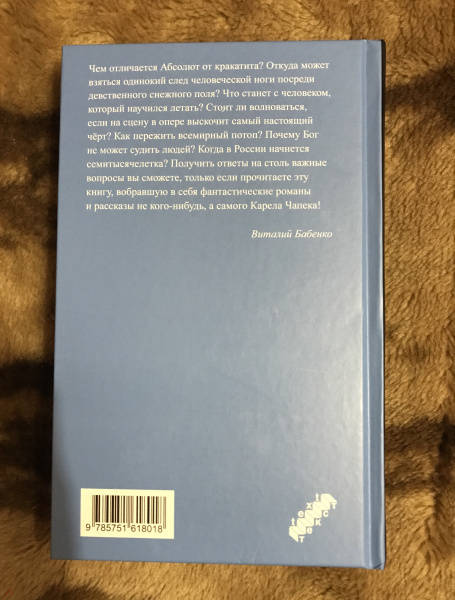 Чем отличается Абсолют от кракатита? Откуда может
взяться одинокий след человеческой ноги посреди
девственного снежного поля? Что станет с человеком,
который научился летать? Стоит ли волноваться,
если на сцену в опере выскочит самый настоящий
чёрт? Как пережить всемирный потоп? Почему Бог
не может судить людей? Когда в России начнется
семитысячелетка? Получить ответы на столь важные
вопросы вы сможете, только если прочитаете эту
книгу, вобравшую в себя фантастические романы
и рассказы не кого-нибудь, а самого Карела Чапека!
Виталий Бабенко
9 785751 618018